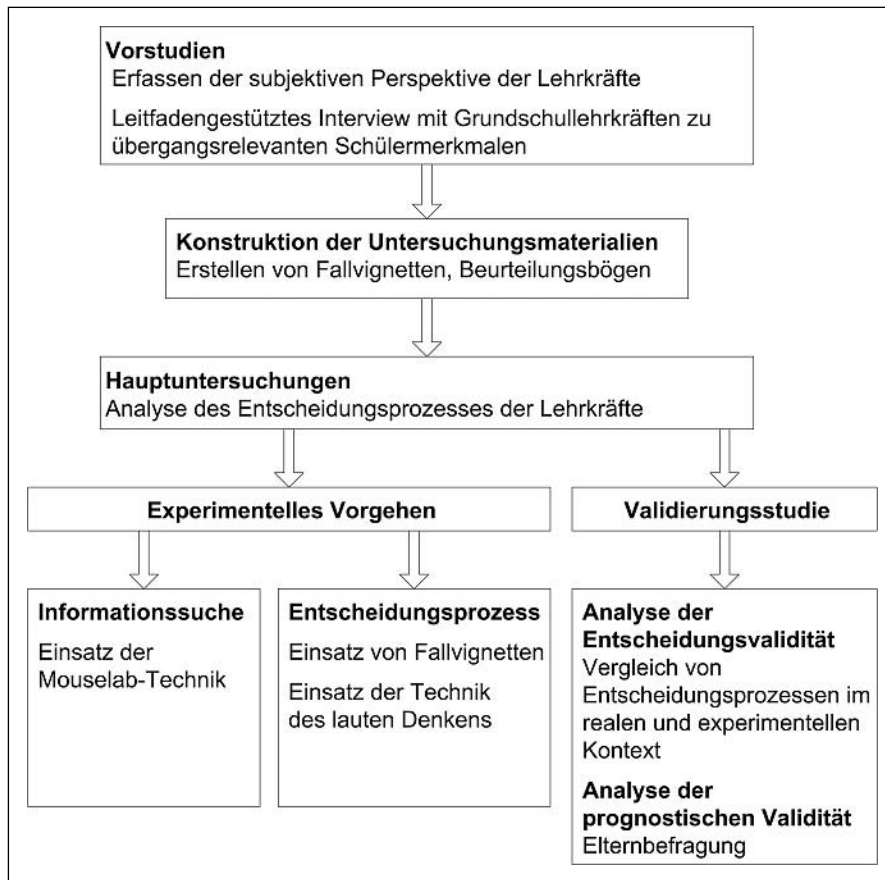 Vorstudien
Erfassen der subjektiven Perspektive der Lehrkräfte
Leitfadengestütztes Interview mit Grundschullehrkräften zu
übergangsrelevanten Schülermerkmalen
Konstruktion der Untersuchungsmaterialien
Erstellen von Fallvignetten, Beurteilungsbögen
Hauptuntersuchungen
Analyse des Entscheidungsprozesses der Lehrkräfte
Experimentelles Vorgehen
Validierungsstudie
Informationssuche
Einsatz der
Mouselab-Technik
Entscheidungsprozess
Einsatz von Fallvignetten
Einsatz der Technik
des lauten Denkens
Analyse der
Entscheidungsvalidität
Vergleich von
Entscheidungsprozessen im
realen und experimentellen
Kontext
Analyse der
prognostischen Validität
Elternbefragung